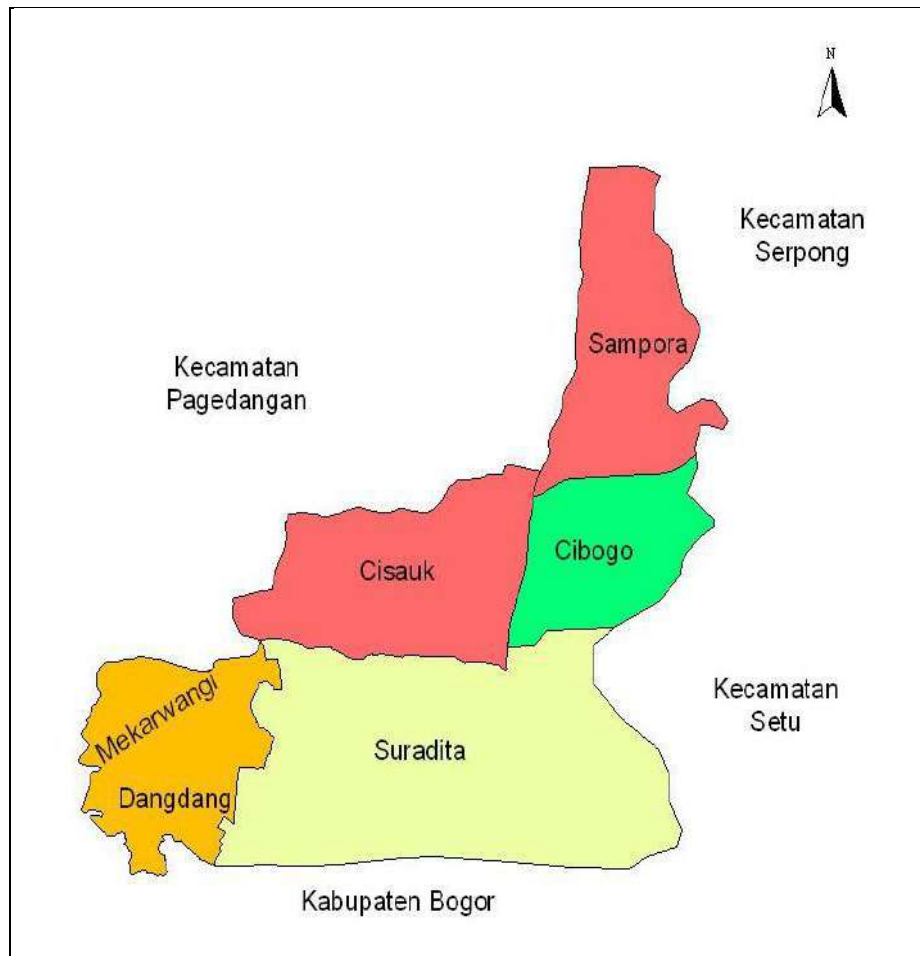 N
Kecamatan
Serpong
Sampora
Kecamatan
Pagedangan
Cibogo
Cisauk
Mekarwangi
Kecamatan
Setu
Suradita
Dangdang
Kabupaten Bogor